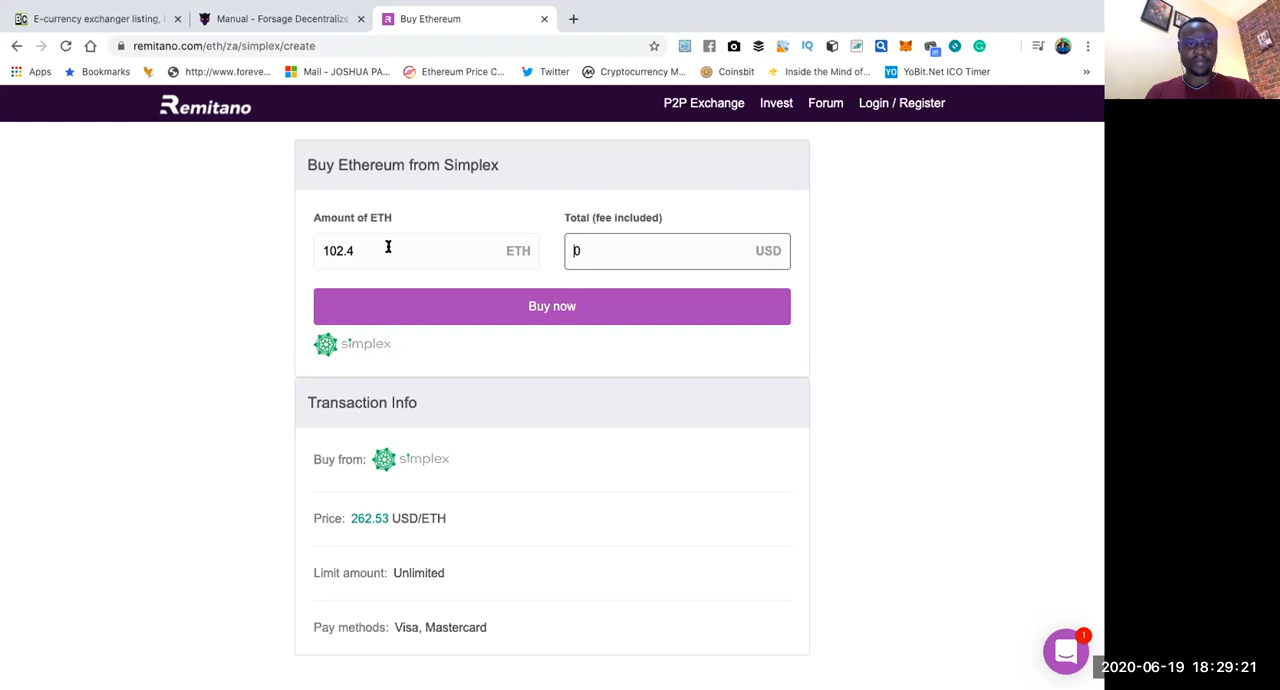 E-currency exchanger listing,
Manual - Forsage Decentralize
Buy Ethereum
remitano.com/eth/za/simplex/create
Apps
Bookmarks
http://www.foreve...
Mail - JOSHUA PA...
Ethereum Price C...
Twitter
Cryptocurrency M...
Coinsbit
Inside the Mind of...
YoBit.Net ICO Timer
Remitano
P2P Exchange
Invest
Forum
Login / Register
Buy Ethereum from Simplex
Amount of ETH
Total (fee included)
102.4
ETH
0
USD
Buy now
simplex
Transaction Info
Buy from: simplex
Price: 262.53 USD/ETH
Limit amount: Unlimited
Pay methods: Visa, Mastercard
1
2020-06-19 18:29:21